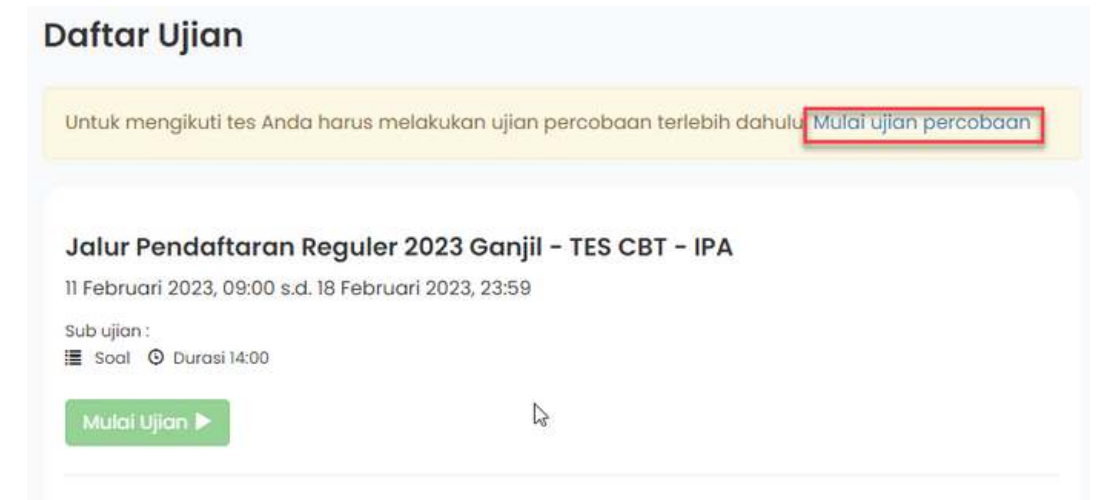 Daftar Ujian
Untuk mengikuti tes Anda harus melakukan ujian percobaan terlebih dahulu Mulai ujian percobaan
Jalur Pendaftaran Reguler 2023 Ganjil - TES CBT - IPA
11 Februari 2023, 09:00 s.d. 18 Februari 2023, 23:59
Sub ujian :
Soal Durasi 14:00
Mulai Ujian